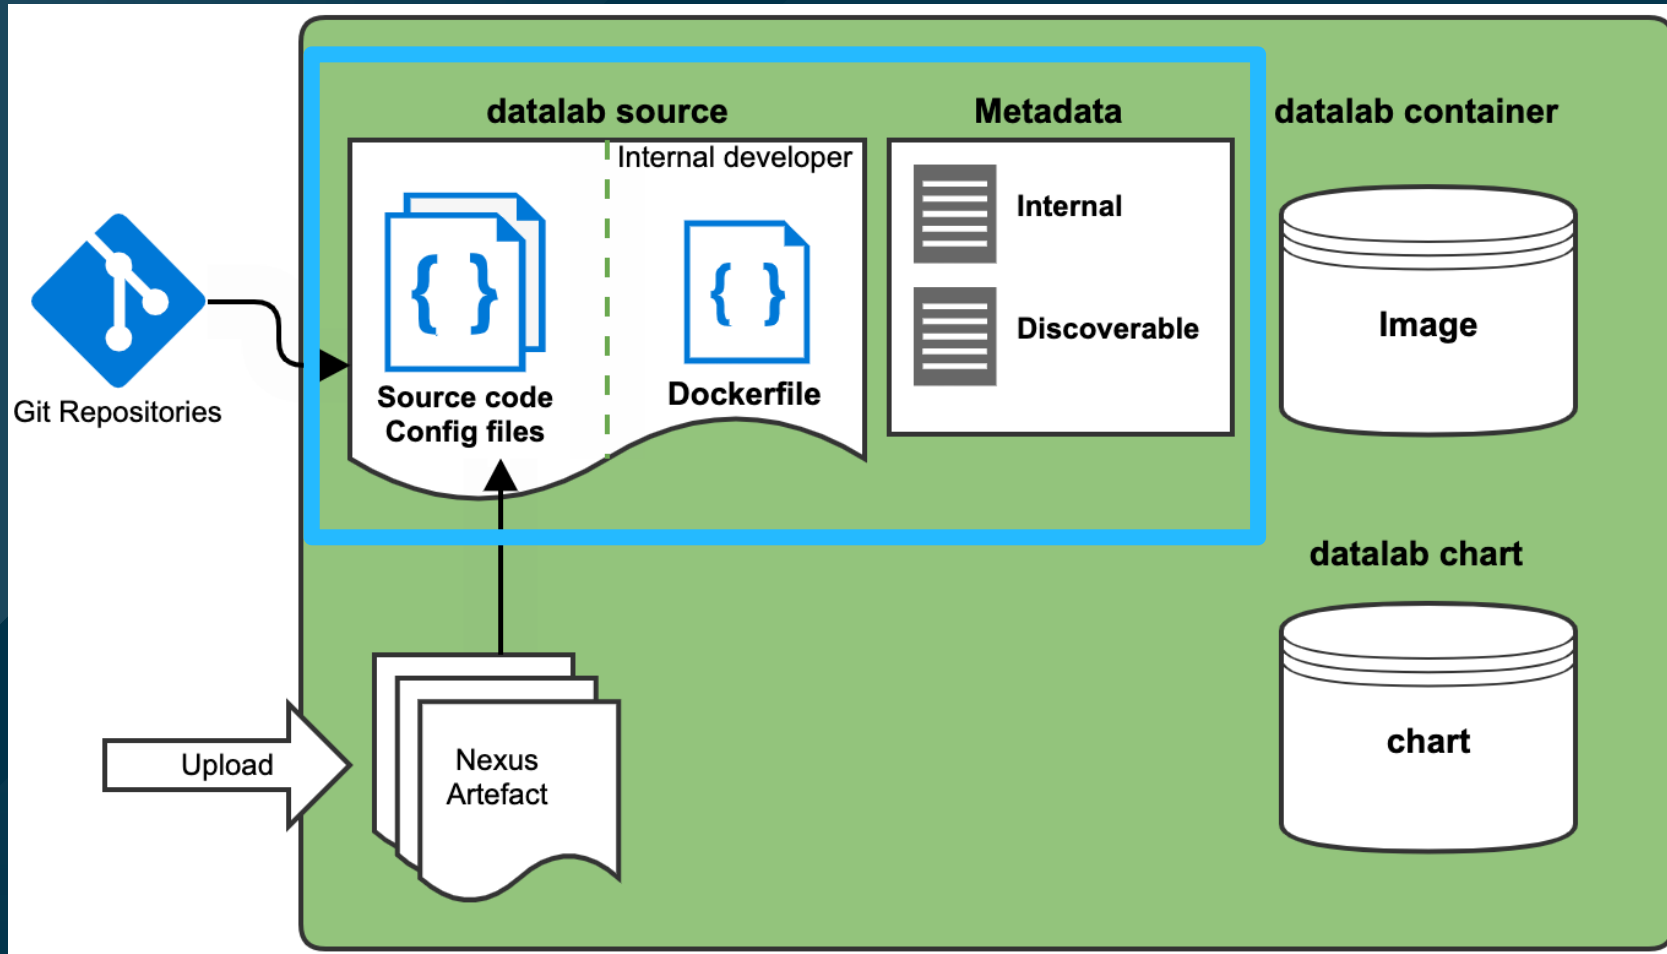 datalab source
Metadata
datalab container
Internal developer
Internal
Discoverable
Image
Git Repositories
Source code
Config files
Dockerfile
datalab chart
Upload
Nexus
Artefact
chart